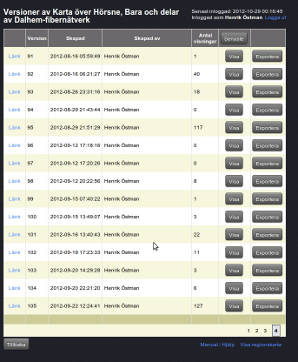 Versioner av Karta över Hörsne, Bara och delar av Dalhem-fibernätverk
Senast inloggad: 2012-10-29 00:16:45
Inloggad som Henrik Östman Logga ut
Version Skapad Skapad av Antal visningar Senaste
Länk 91 2012-08-16 05:59:49 Henrik Östman 1 Visa Exportera
Länk 92 2012-08-16 06:21:27 Henrik Östman 40 Visa Exportera
Länk 93 2012-08-26 23:31:16 Henrik Östman 18 Visa Exportera
Länk 94 2012-08-29 21:43:44 Henrik Östman 0 Visa Exportera
Länk 95 2012-08-29 21:51:29 Henrik Östman 117 Visa Exportera
Länk 96 2012-09-12 17:18:18 Henrik Östman 0 Visa Exportera
Länk 97 2012-09-12 17:20:26 Henrik Östman 0 Visa Exportera
Länk 98 2012-09-12 20:22:56 Henrik Östman 8 Visa Exportera
Länk 99 2012-09-15 07:40:22 Henrik Östman 1 Visa Exportera
Länk 100 2012-09-15 13:49:07 Henrik Östman 3 Visa Exportera
Länk 101 2012-09-16 13:40:43 Henrik Östman 22 Visa Exportera
Länk 102 2012-09-19 17:23:33 Henrik Östman 11 Visa Exportera
Länk 103 2012-09-20 14:29:28 Henrik Östman 3 Visa Exportera
Länk 104 2012-09-20 22:21:20 Henrik Östman 6 Visa Exportera
Länk 105 2012-09-22 12:24:41 Henrik Östman 127 Visa Exportera
1 2 3 4
Tillbaka Manual / Hjälp Visa registerkarta